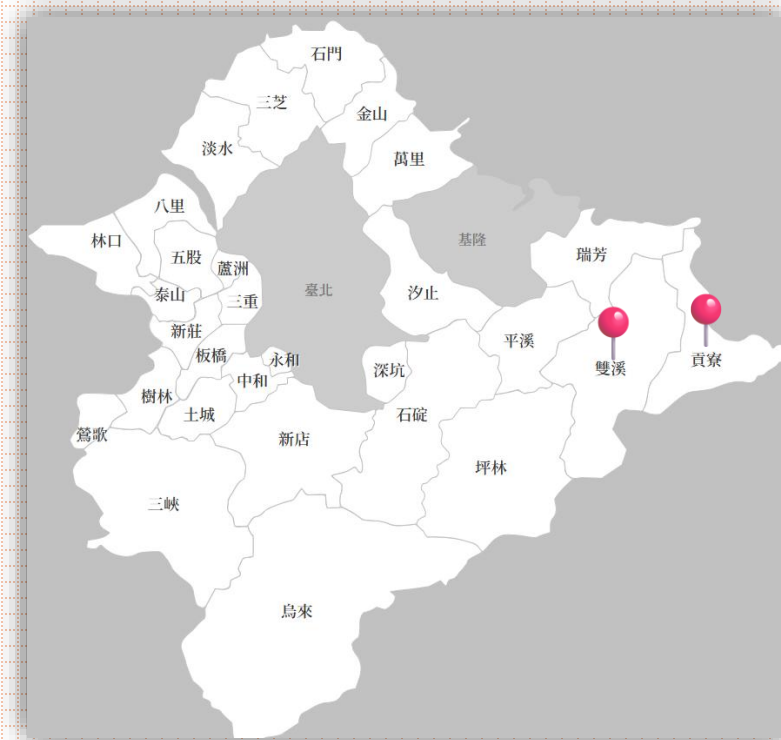 石門
三芝
金山
淡水
萬里
八里
林口
基隆
五股
瑞芳
蘆洲
臺北
汐止
泰山
三重
新莊
平溪
板橋
永和
深坑
雙溪
貢寮
中和
樹林
土城
石碇
鶯歌
新店
坪林
三峽
烏來